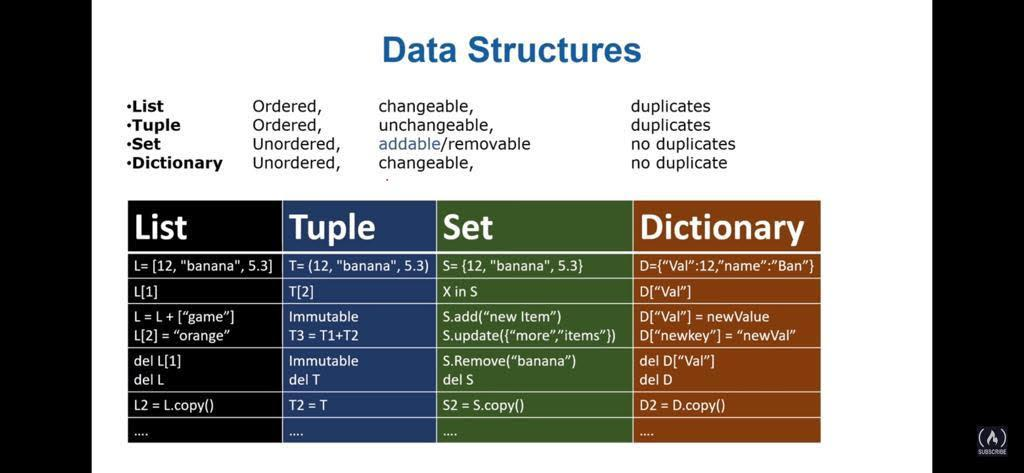 Data Structures
•List Ordered, changeable, duplicates
•Tuple Ordered, unchangeable, duplicates
•Set Unordered, addable/removable no duplicates
•Dictionary Unordered, changeable, no duplicate
List Tuple Set Dictionary
L= [12, "banana", 5.3] T= (12, "banana", 5.3) S= {12, "banana", 5.3} D={“Val”:12,”name”:”Ban”}
L[1] T[2] X in S D[“Val”]
L = L + [“game”] Immutable S.add(“new Item”) D[“Val”] = newValue
L[2] = “orange” T3 = T1+T2 S.update({“more”,”items”}) D[“newkey”] = “newVal”
del L[1] Immutable S.Remove(“banana”) del D[“Val”]
del L del T del S del D
L2 = L.copy() T2 = T S2 = S.copy() D2 = D.copy()
.... .... .... ....
SUBSCRIBE